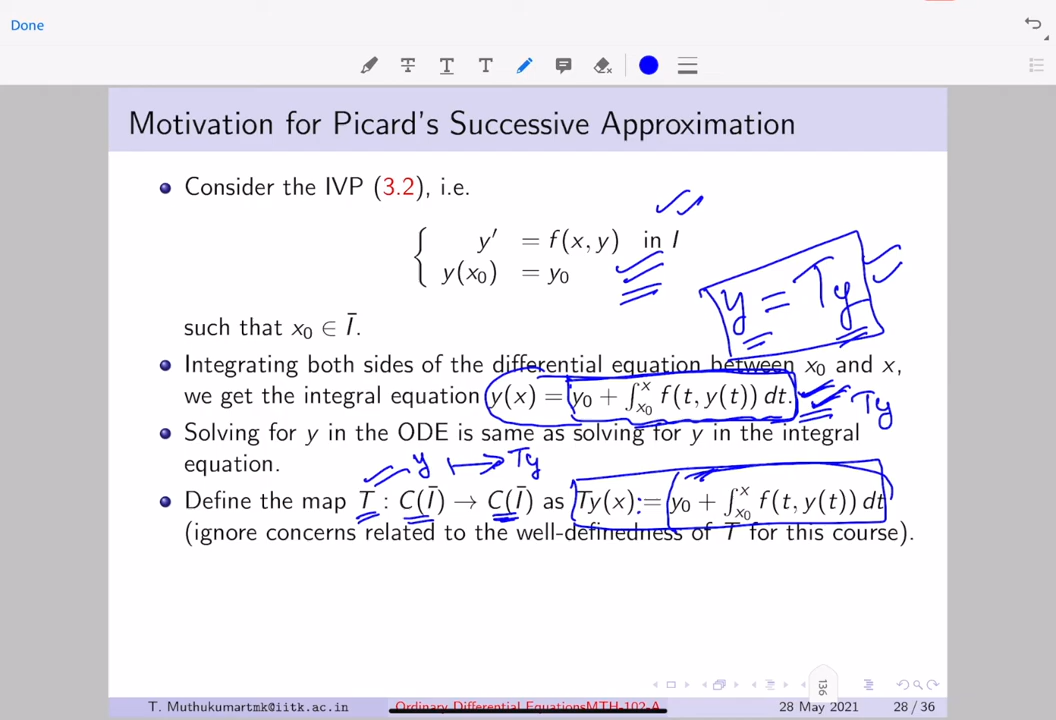 Done
Motivation for Picard's Successive Approximation
Consider the IVP (3.2), i.e.
{ y′ = f(x, y) in I
y(x₀) = y₀
y = Ty
such that x₀ ∈ Ī.
Integrating both sides of the differential equation between x₀ and x,
we get the integral equation y(x) = y₀ + ∫ₓ₀ˣ f(t, y(t)) dt. Ty
Solving for y in the ODE is same as solving for y in the integral
equation.
y ↦ Ty
Define the map T : C(Ī) → C(Ī) as Ty(x) := y₀ + ∫ₓ₀ˣ f(t, y(t)) dt
(ignore concerns related to the well-definedness of T for this course).
136
T. Muthukumartmk@iitk.ac.in Ordinary Differential EquationsMTH-102-A 28 May 2021 28 / 36